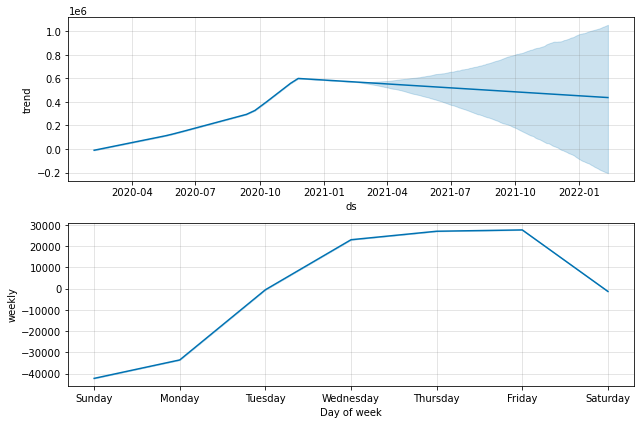 1e6
1.0
0.8
0.6
0.4
0.2
0.0
−0.2
trend
2020-04 2020-07 2020-10 2021-01 2021-04 2021-07 2021-10 2022-01
ds
30000
20000
10000
0
−10000
−20000
−30000
−40000
weekly
Sunday Monday Tuesday Wednesday Thursday Friday Saturday
Day of week